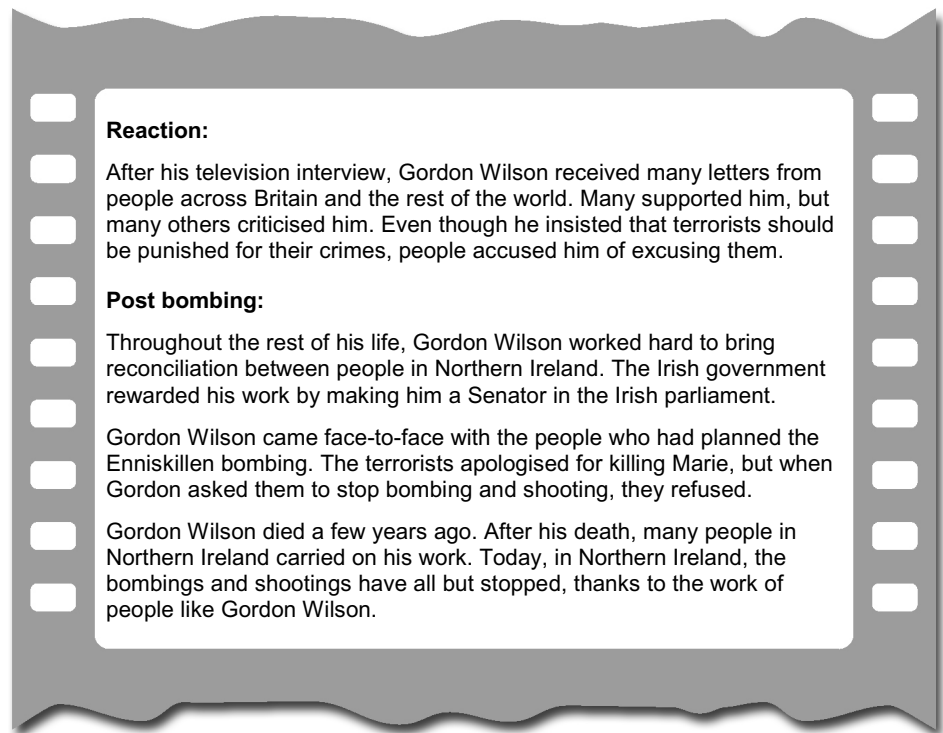 Reaction:
After his television interview, Gordon Wilson received many letters from
people across Britain and the rest of the world. Many supported him, but
many others criticised him. Even though he insisted that terrorists should
be punished for their crimes, people accused him of excusing them.
Post bombing:
Throughout the rest of his life, Gordon Wilson worked hard to bring
reconciliation between people in Northern Ireland. The Irish government
rewarded his work by making him a Senator in the Irish parliament.
Gordon Wilson came face-to-face with the people who had planned the
Enniskillen bombing. The terrorists apologised for killing Marie, but when
Gordon asked them to stop bombing and shooting, they refused.
Gordon Wilson died a few years ago. After his death, many people in
Northern Ireland carried on his work. Today, in Northern Ireland, the
bombings and shootings have all but stopped, thanks to the work of
people like Gordon Wilson.